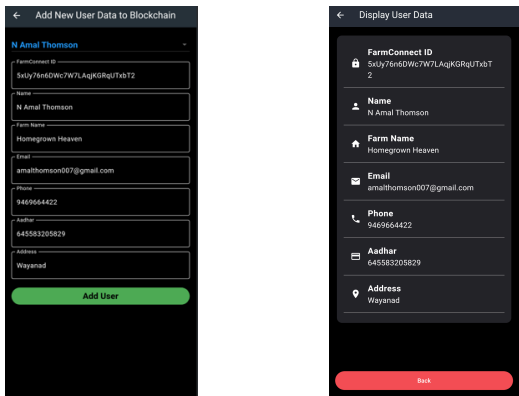 Add New User Data to Blockchain
N Amal Thomson
FarmConnect ID
5xUy76n6DWc7W7LAqjKGRqUTxbT2
Name
N Amal Thomson
Farm Name
Homegrown Heaven
Email
amalthomson007@gmail.com
Phone
9469664422
Aadhar
645583205829
Address
Wayanad
Add User
Display User Data
FarmConnect ID
5xUy76n6DWc7W7LAqjKGRqUTxbT
2
Name
N Amal Thomson
Farm Name
Homegrown Heaven
Email
amalthomson007@gmail.com
Phone
9469664422
Aadhar
645583205829
Address
Wayanad
Back